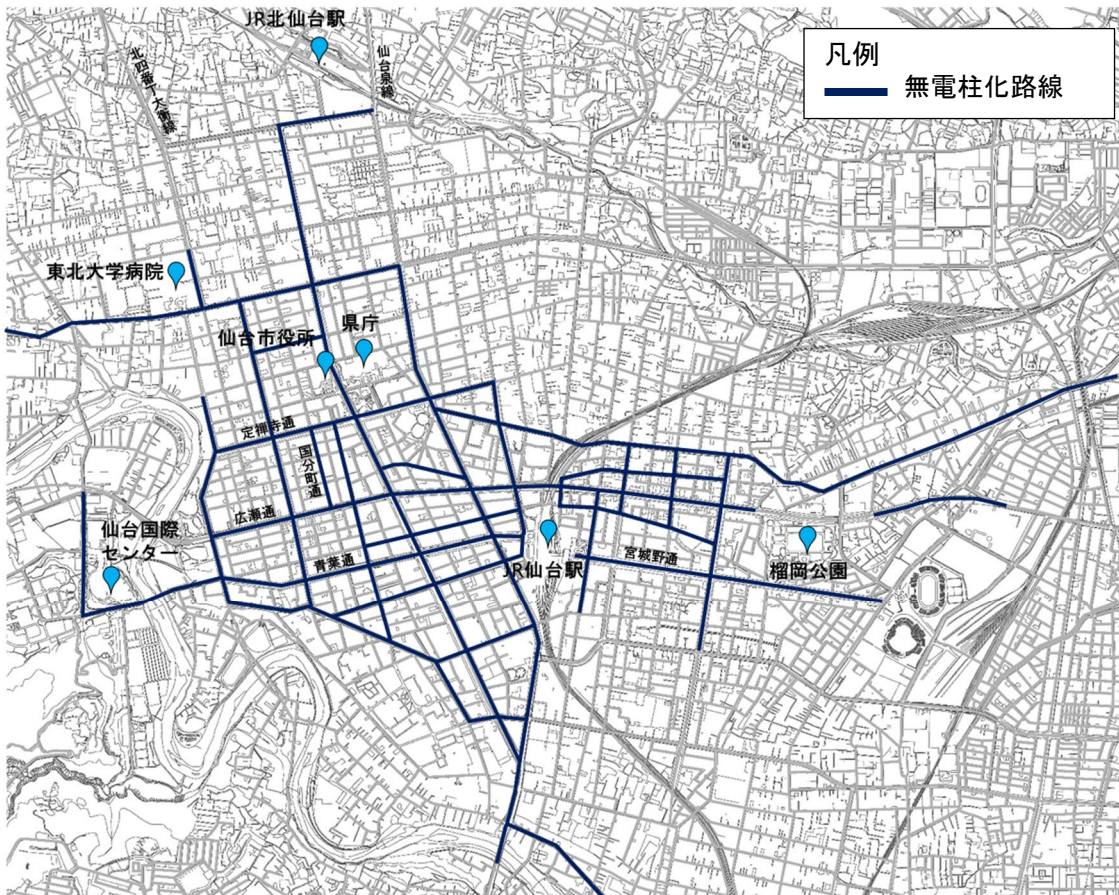 JR北仙台駅
凡例
無電柱化路線
北四番丁大衡線
仙台泉線
東北大学病院
仙台市役所
県庁
定禅寺通
国分町通
広瀬通
仙台国際
センター
青葉通
JR仙台駅
宮城野通
榴岡公園